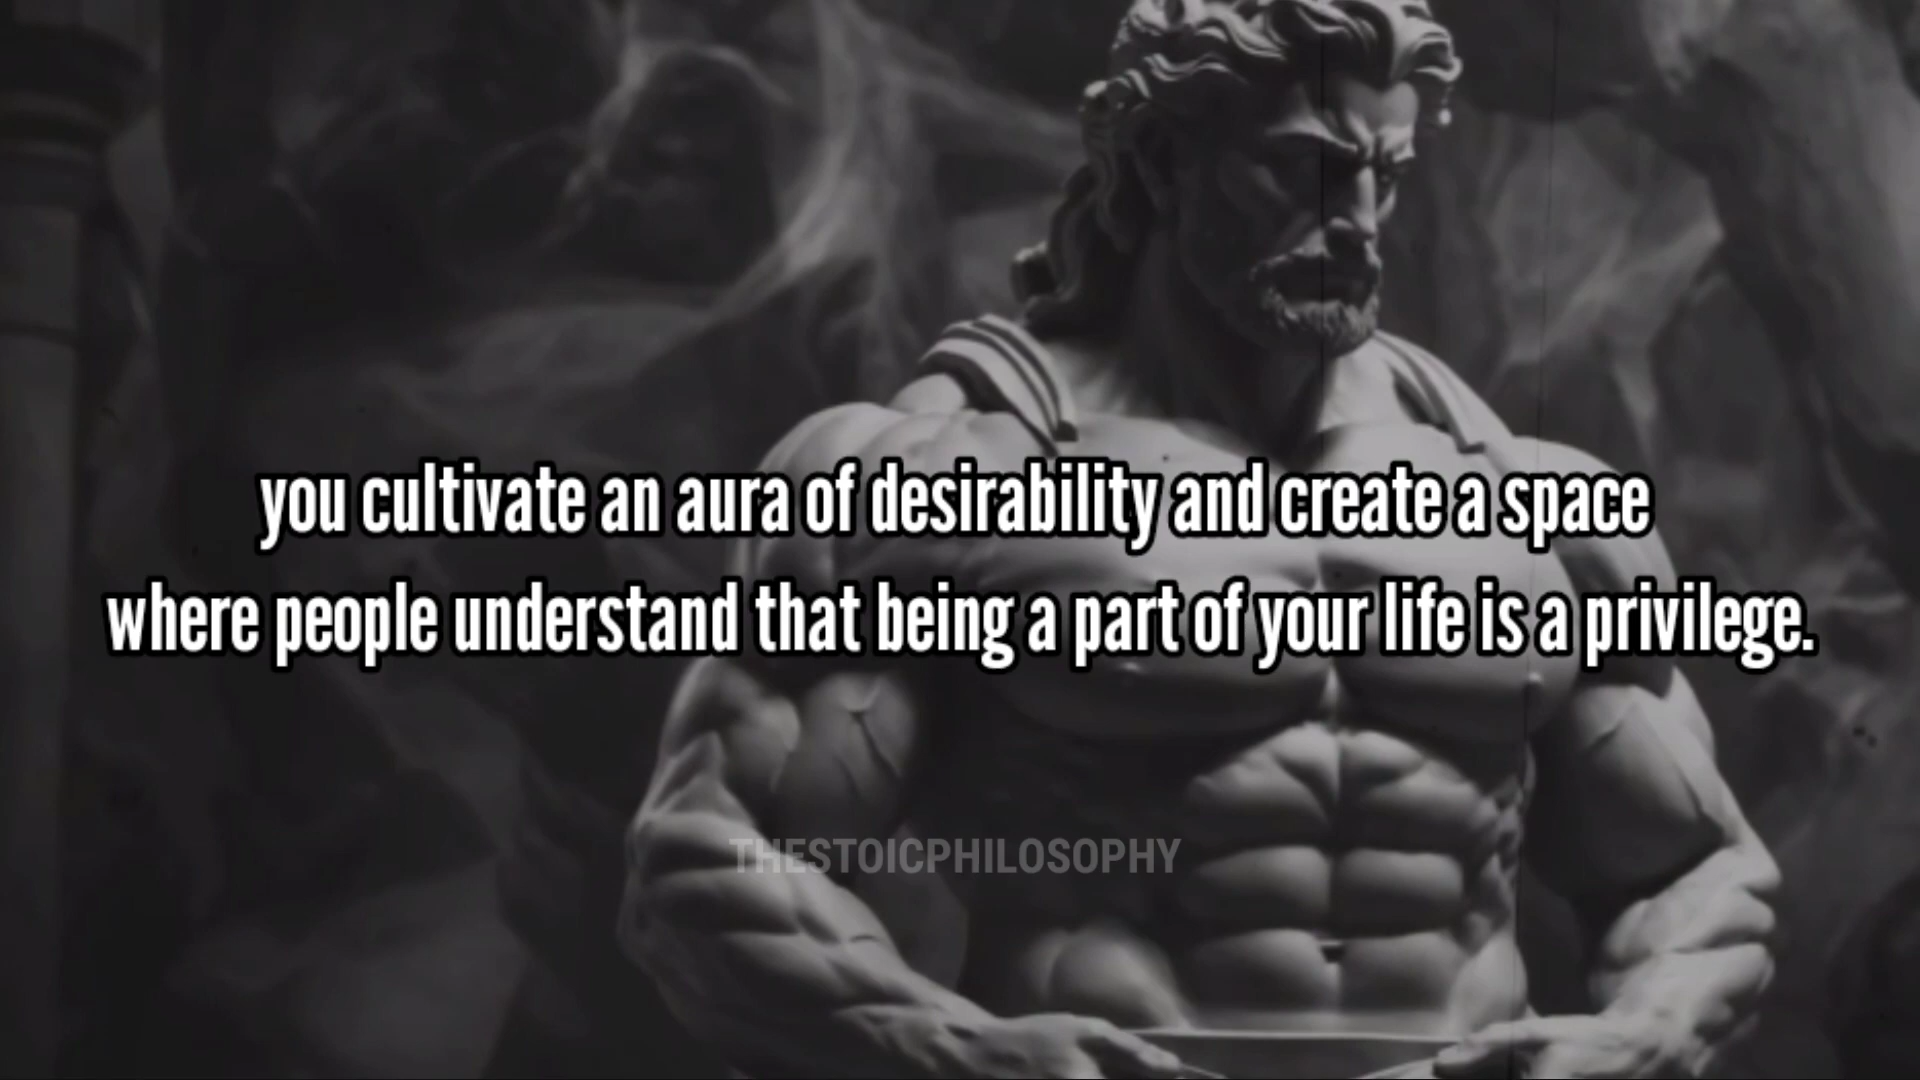 you cultivate an aura of desirability and create a space
where people understand that being a part of your life is a privilege.
THESTOICPHILOSOPHY